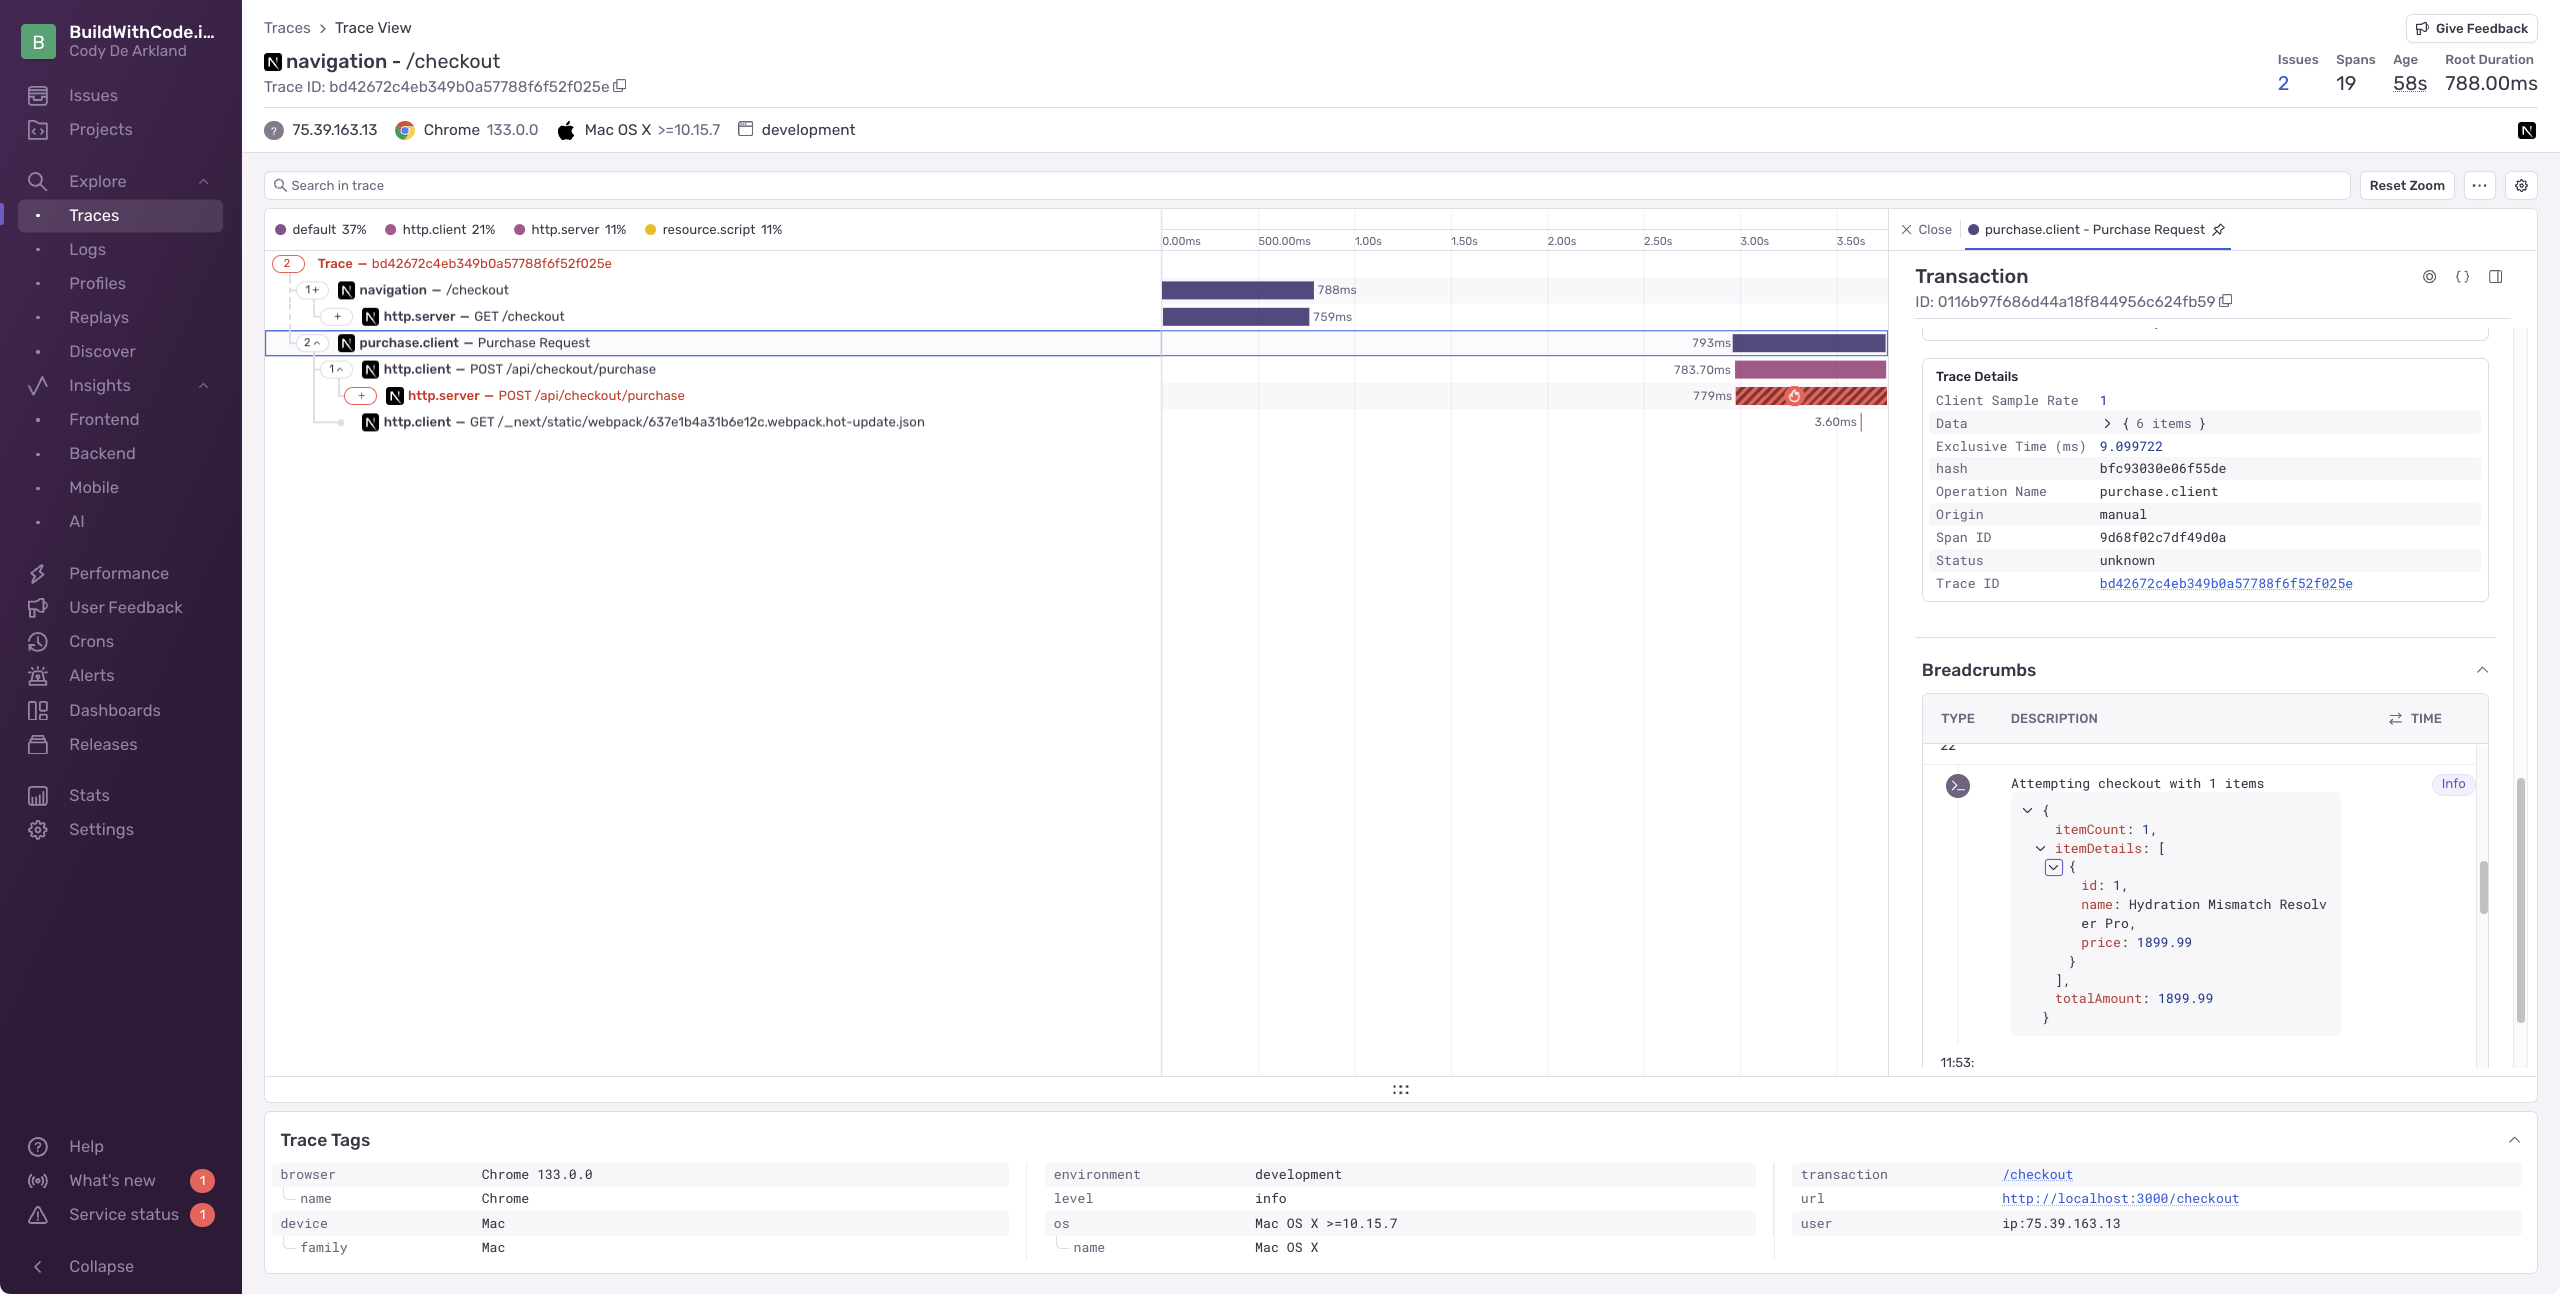 B
BuildWithCode.i...
Cody De Arkland
Issues
Projects
Explore
Traces
Logs
Profiles
Replays
Discover
Insights
Frontend
Backend
Mobile
AI
Performance
User Feedback
Crons
Alerts
Dashboards
Releases
Stats
Settings
Help
What's new 1
Service status 1
Collapse
Traces > Trace View
Give Feedback
navigation - /checkout
Trace ID: bd42672c4eb349b0a57788f6f52f025e
Issues Spans Age Root Duration
2 19 58s 788.00ms
? 75.39.163.13 Chrome 133.0.0 Mac OS X >=10.15.7 development
Search in trace
Reset Zoom ...
default 37% http.client 21% http.server 11% resource.script 11%
0.00ms 500.00ms 1.00s 1.50s 2.00s 2.50s 3.00s 3.50s
2 Trace — bd42672c4eb349b0a57788f6f52f025e
1+ navigation — /checkout 788ms
+ http.server — GET /checkout 759ms
2 purchase.client — Purchase Request 793ms
1 http.client — POST /api/checkout/purchase 783.70ms
+ http.server — POST /api/checkout/purchase 779ms
http.client — GET /_next/static/webpack/637e1b4a31b6e12c.webpack.hot-update.json 3.60ms
Close purchase.client - Purchase Request
Transaction
ID: 0116b97f686d44a18f844956c624fb59
Trace Details
Client Sample Rate 1
Data { 6 items }
Exclusive Time (ms) 9.099722
hash bfc93030e06f55de
Operation Name purchase.client
Origin manual
Span ID 9d68f02c7df49d0a
Status unknown
Trace ID bd42672c4eb349b0a57788f6f52f025e
Breadcrumbs
TYPE DESCRIPTION TIME
22
Attempting checkout with 1 items Info
{
itemCount: 1,
itemDetails: [
{
id: 1,
name: Hydration Mismatch Resolv
er Pro,
price: 1899.99
}
],
totalAmount: 1899.99
}
11:53:
Trace Tags
browser Chrome 133.0.0
name Chrome
device Mac
family Mac
environment development
level info
os Mac OS X >=10.15.7
name Mac OS X
transaction /checkout
url http://localhost:3000/checkout
user ip:75.39.163.13